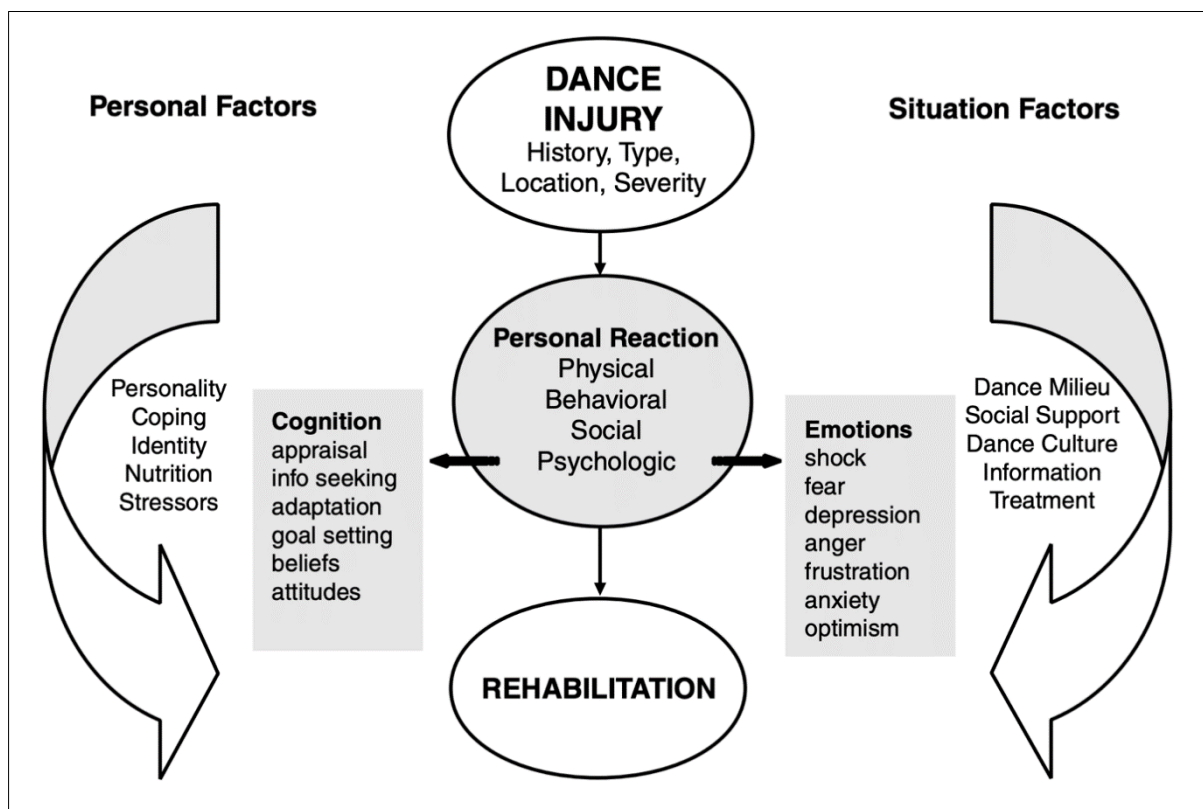 Personal Factors
DANCE
INJURY
History, Type,
Location, Severity
Situation Factors
Personal Reaction
Physical
Behavioral
Social
Psychologic
Personality
Coping
Identity
Nutrition
Stressors
Cognition
appraisal
info seeking
adaptation
goal setting
beliefs
attitudes
Emotions
shock
fear
depression
anger
frustration
anxiety
optimism
Dance Milieu
Social Support
Dance Culture
Information
Treatment
REHABILITATION